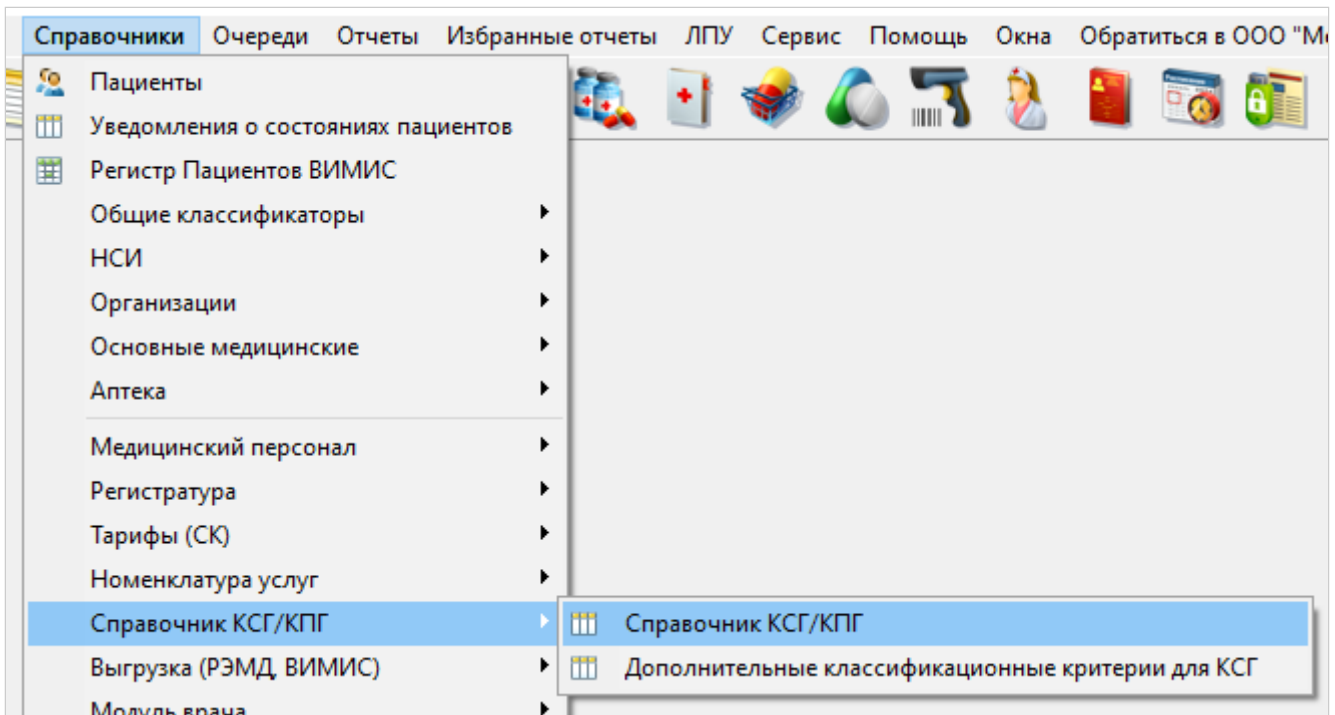 Справочники Очереди Отчеты Избранные отчеты ЛПУ Сервис Помощь Окна Обратиться в ООО "М
Пациенты
Уведомления о состояниях пациентов
Регистр Пациентов ВИМИС
Общие классификаторы
НСИ
Организации
Основные медицинские
Аптека
Медицинский персонал
Регистратура
Тарифы (СК)
Номенклатура услуг
Справочник КСГ/КПГ
Справочник КСГ/КПГ
Выгрузка (РЭМД, ВИМИС)
Дополнительные классификационные критерии для КСГ
Модуль врача